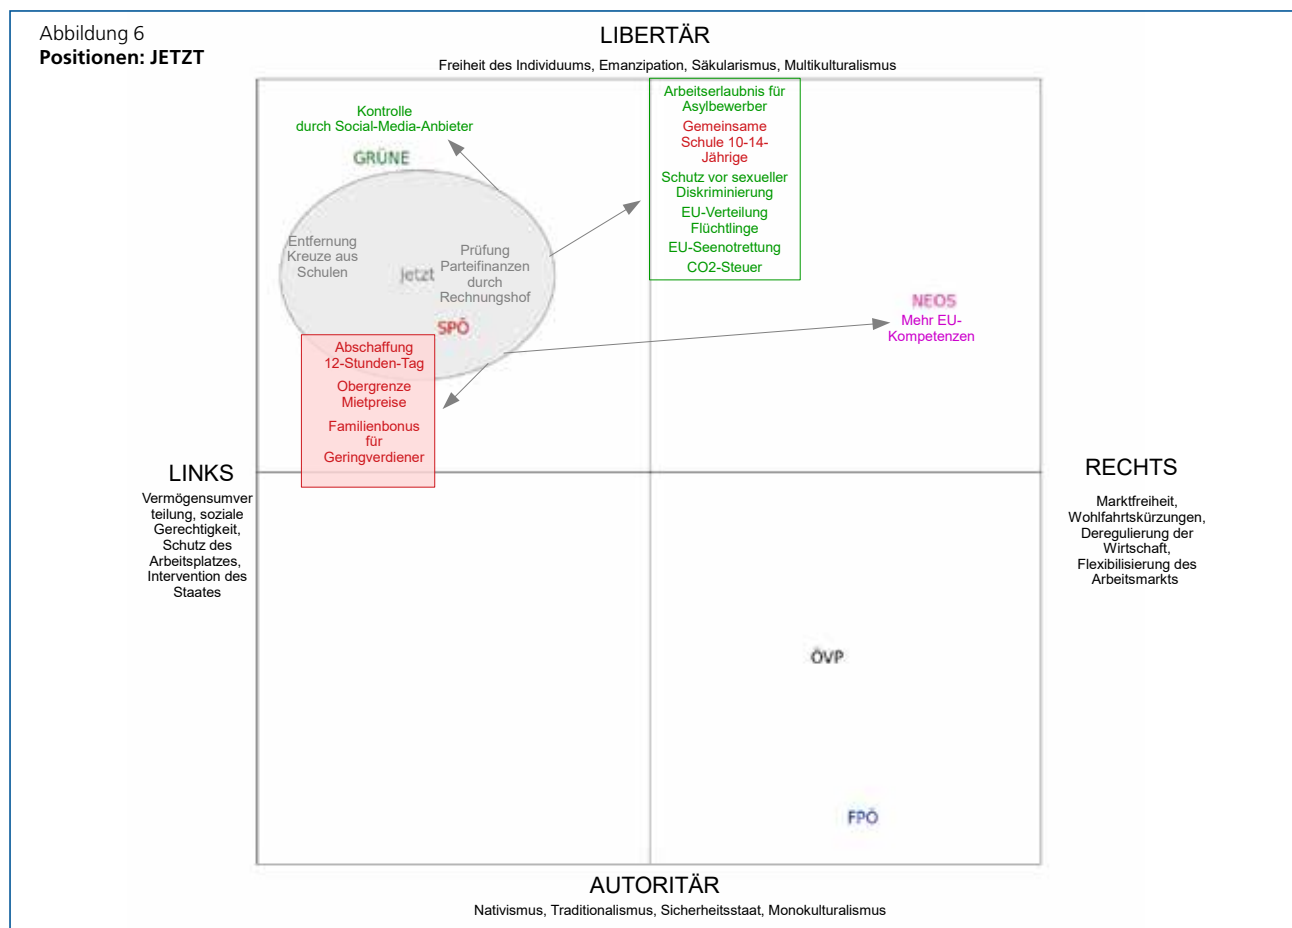 Abbildung 6
Positionen: JETZT
LIBERTÄR
Freiheit des Individuums, Emanzipation, Säkularismus, Multikulturalismus
Kontrolle
durch Social-Media-Anbieter
GRÜNE
Entfernung
Kreuze aus
Schulen
jetzt
Prüfung
Parteifinanzen
durch
Rechnungshof
SPÖ
Abschaffung
12-Stunden-Tag
Obergrenze
Mietpreise
Familienbonus
für
Geringverdiener
Arbeitserlaubnis für
Asylbewerber
Gemeinsame
Schule 10-14-
Jährige
Schutz vor sexueller
Diskriminierung
EU-Verteilung
Flüchtlinge
EU-Seenotrettung
CO2-Steuer
NEOS
Mehr EU-
Kompetenzen
LINKS
Vermögensumver
teilung, soziale
Gerechtigkeit,
Schutz des
Arbeitsplatzes,
Intervention des
Staates
RECHTS
Marktfreiheit,
Wohlfahrtskürzungen,
Deregulierung der
Wirtschaft,
Flexibilisierung des
Arbeitsmarkts
ÖVP
FPÖ
AUTORITÄR
Nativismus, Traditionalismus, Sicherheitsstaat, Monokulturalismus